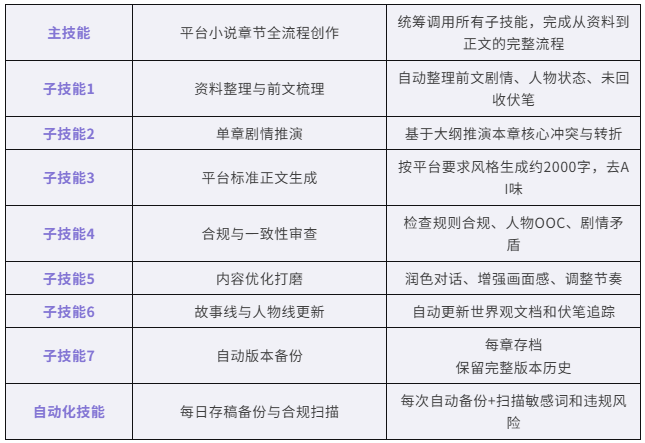 主技能
平台小说章节全流程创作
统筹调用所有子技能，完成从资料到
正文的完整流程
子技能1
资料整理与前文梳理
自动整理前文剧情、人物状态、未回
收伏笔
子技能2
单章剧情推演
基于大纲推演本章核心冲突与转折
子技能3
平台标准正文生成
按平台要求风格生成约2000字，去A
I味
子技能4
合规与一致性审查
检查规则合规、人物OOC、剧情矛
盾
子技能5
内容优化打磨
润色对话、增强画面感、调整节奏
子技能6
故事线与人物线更新
自动更新世界观文档和伏笔追踪
子技能7
自动版本备份
每章存档
保留完整版本历史
自动化技能
每日存稿备份与合规扫描
每次自动备份+扫描敏感词和违规风
险